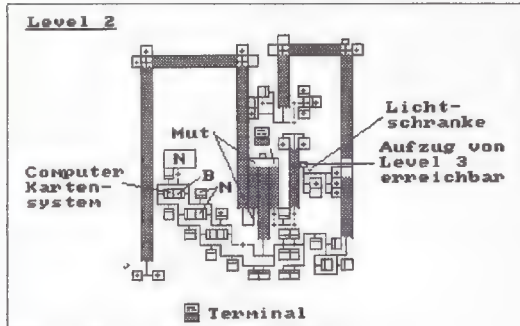 Level 2
Licht-
schranke
Mut
Aufzug von
Level 3
erreichbar
N
Computer
Karten-
system
B
N
Terminal